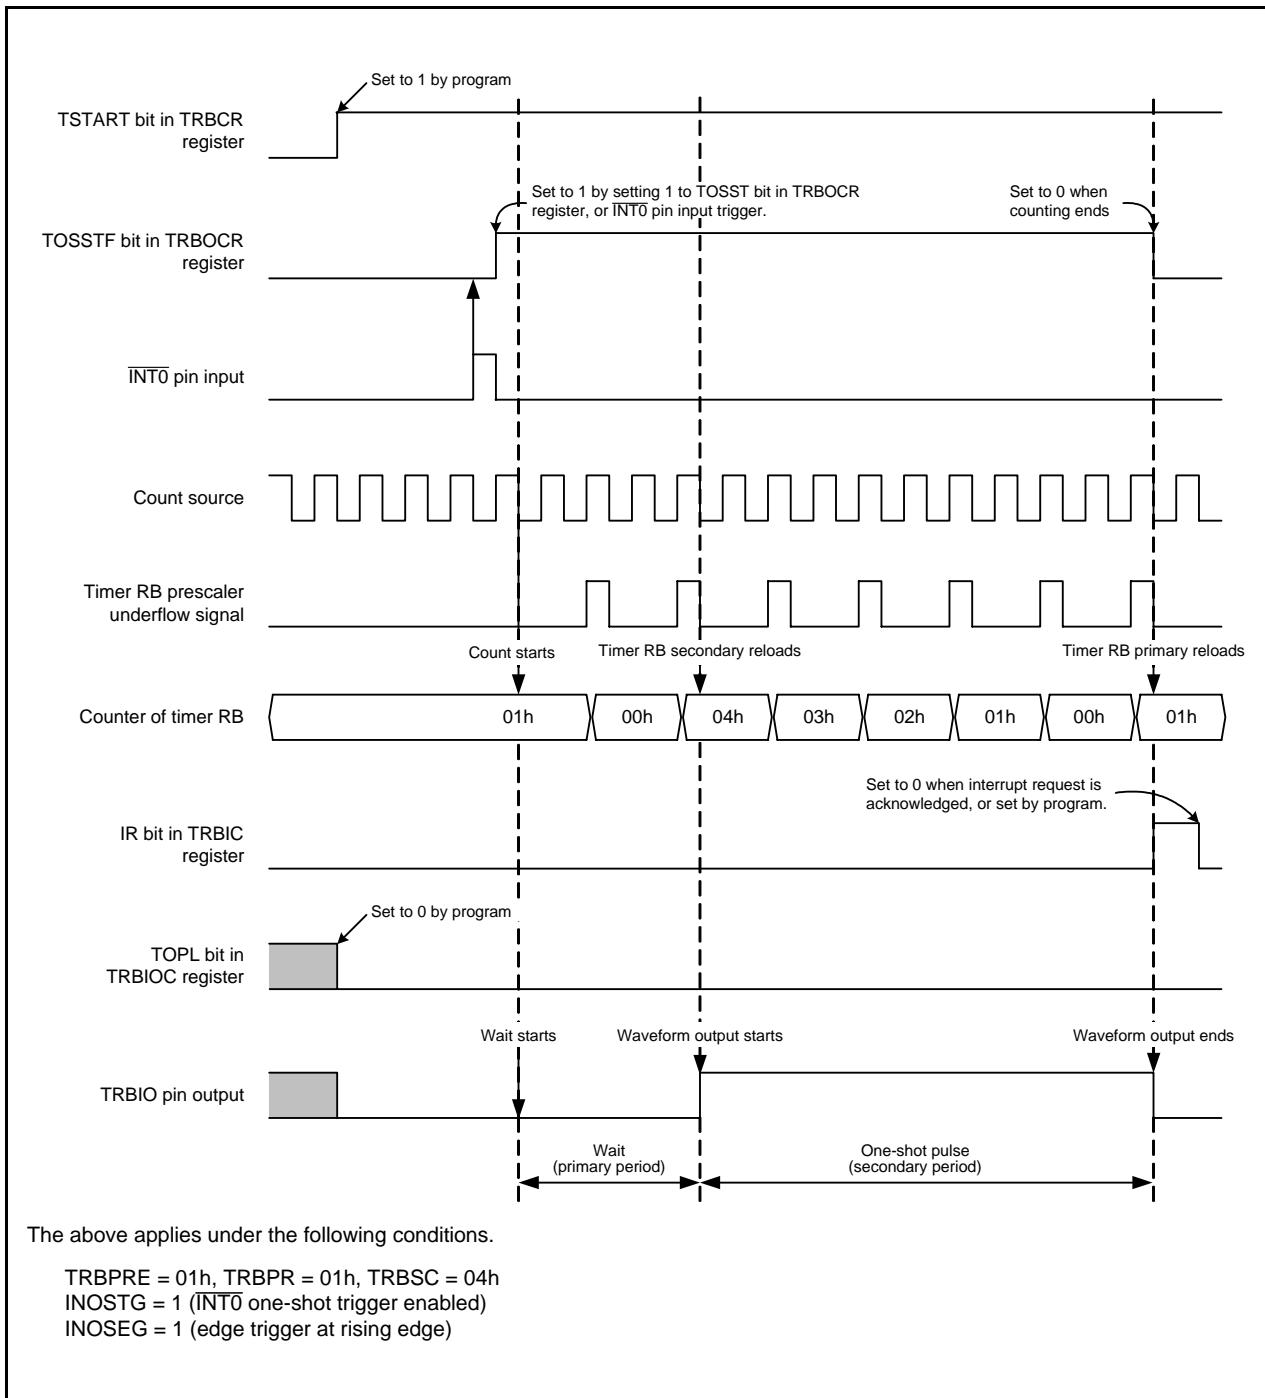 Set to 1 by program
TSTART bit in TRBCR
register
Set to 1 by setting 1 to TOSST bit in TRBOCR
register, or INT0 pin input trigger.
Set to 0 when
counting ends
TOSSTF bit in TRBOCR
register
INT0 pin input
Count source
Timer RB prescaler
underflow signal
Count starts
Timer RB secondary reloads
Timer RB primary reloads
Counter of timer RB
01h 00h 04h 03h 02h 01h 00h 01h
Set to 0 when interrupt request is
acknowledged, or set by program.
IR bit in TRBIC
register
Set to 0 by program
TOPL bit in
TRBIOC register
Wait starts
Waveform output starts
Waveform output ends
TRBIO pin output
Wait
(primary period)
One-shot pulse
(secondary period)
The above applies under the following conditions.
TRBPRE = 01h, TRBPR = 01h, TRBSC = 04h
INOSTG = 1 (INT0 one-shot trigger enabled)
INOSEG = 1 (edge trigger at rising edge)